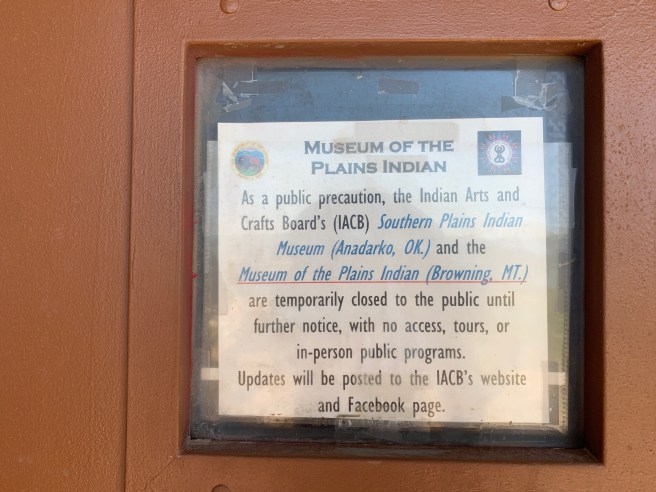 MUSEUM OF THE
PLAINS INDIAN
As a public precaution, the Indian Arts and
Crafts Board's (IACB) Southern Plains Indian
Museum (Anadarko, OK.) and the
Museum of the Plains Indian (Browning, MT.)
are temporarily closed to the public until
further notice, with no access, tours, or
in-person public programs.
Updates will be posted to the IACB's website
and Facebook page.